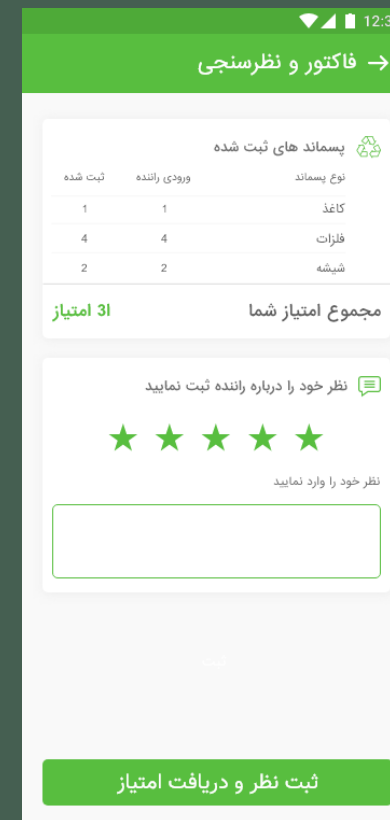 12:3
فاکتور و نظرسنجی
پسماند های ثبت شده
نوع پسماند ورودی راننده ثبت شده
کاغذ 1 1
فلزات 4 4
شیشه 2 2
مجموع امتیاز شما 3ا امتیاز
نظر خود را درباره راننده ثبت نمایید
نظر خود را وارد نمایید
ثبت
ثبت نظر و دریافت امتیاز